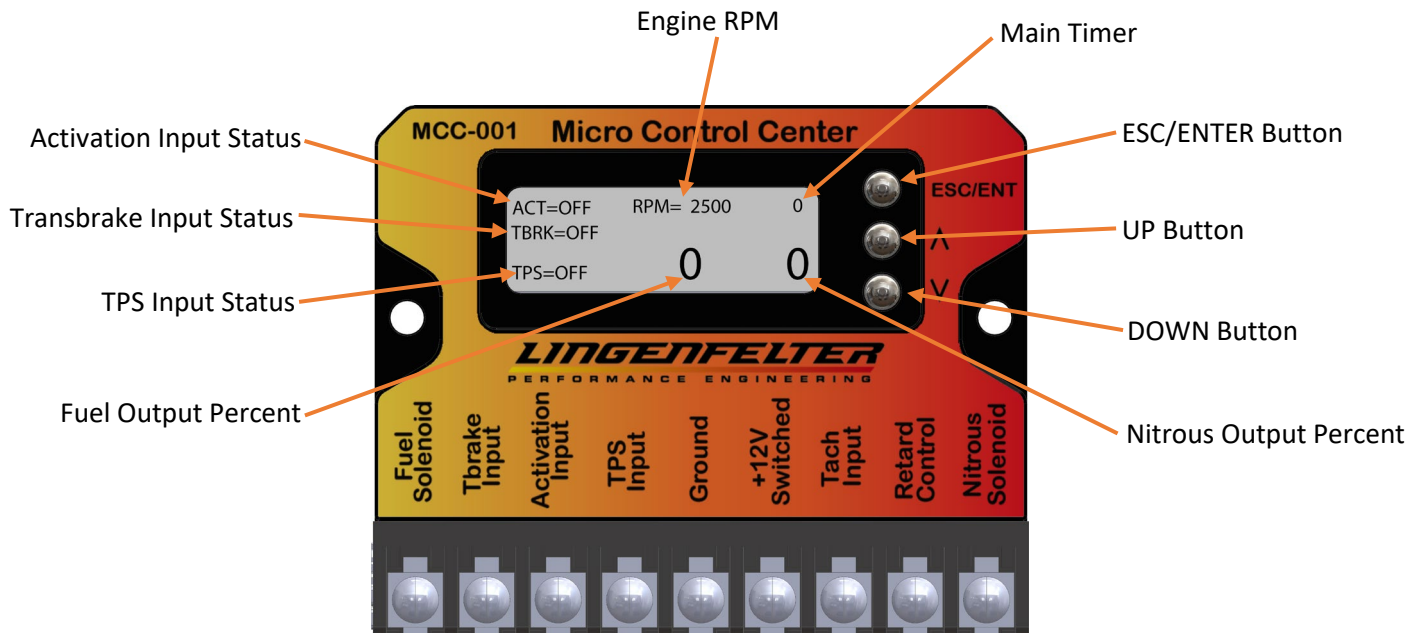 Engine RPM
Main Timer
Activation Input Status
MCC-001 Micro Control Center
ESC/ENTER Button
ESC/ENT
ACT=OFF RPM= 2500 0
Transbrake Input Status
TBRK=OFF
UP Button
TPS=OFF 0 0
TPS Input Status
DOWN Button
LINGENFELTER
PERFORMANCE ENGINEERING
Fuel Output Percent
Nitrous Output Percent
Fuel
Solenoid
Tbrake
Input
Activation
Input
TPS
Input
Ground
+12V
Switched
Tach
Input
Retard
Control
Nitrous
Solenoid